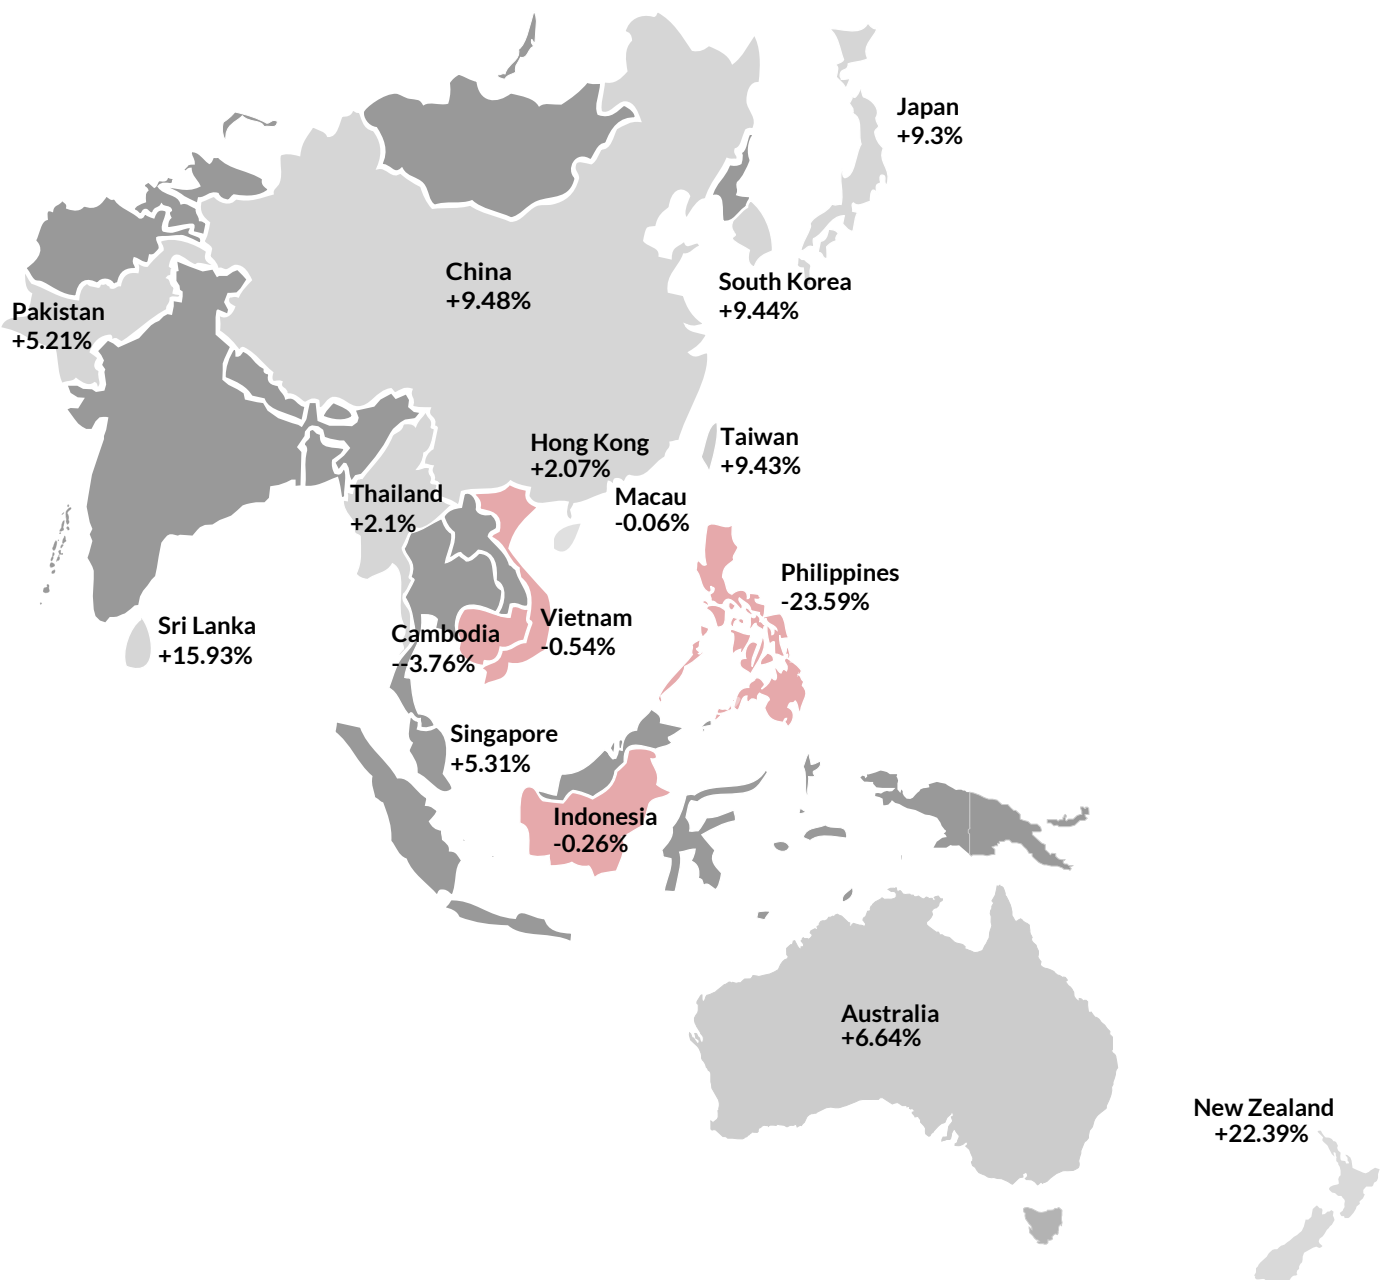 Japan
+9.3%
China
+9.48%
South Korea
+9.44%
Pakistan
+5.21%
Hong Kong
+2.07%
Taiwan
+9.43%
Thailand
+2.1%
Macau
-0.06%
Philippines
-23.59%
Sri Lanka
+15.93%
Vietnam
-0.54%
Cambodia
--3.76%
Singapore
+5.31%
Indonesia
-0.26%
Australia
+6.64%
New Zealand
+22.39%